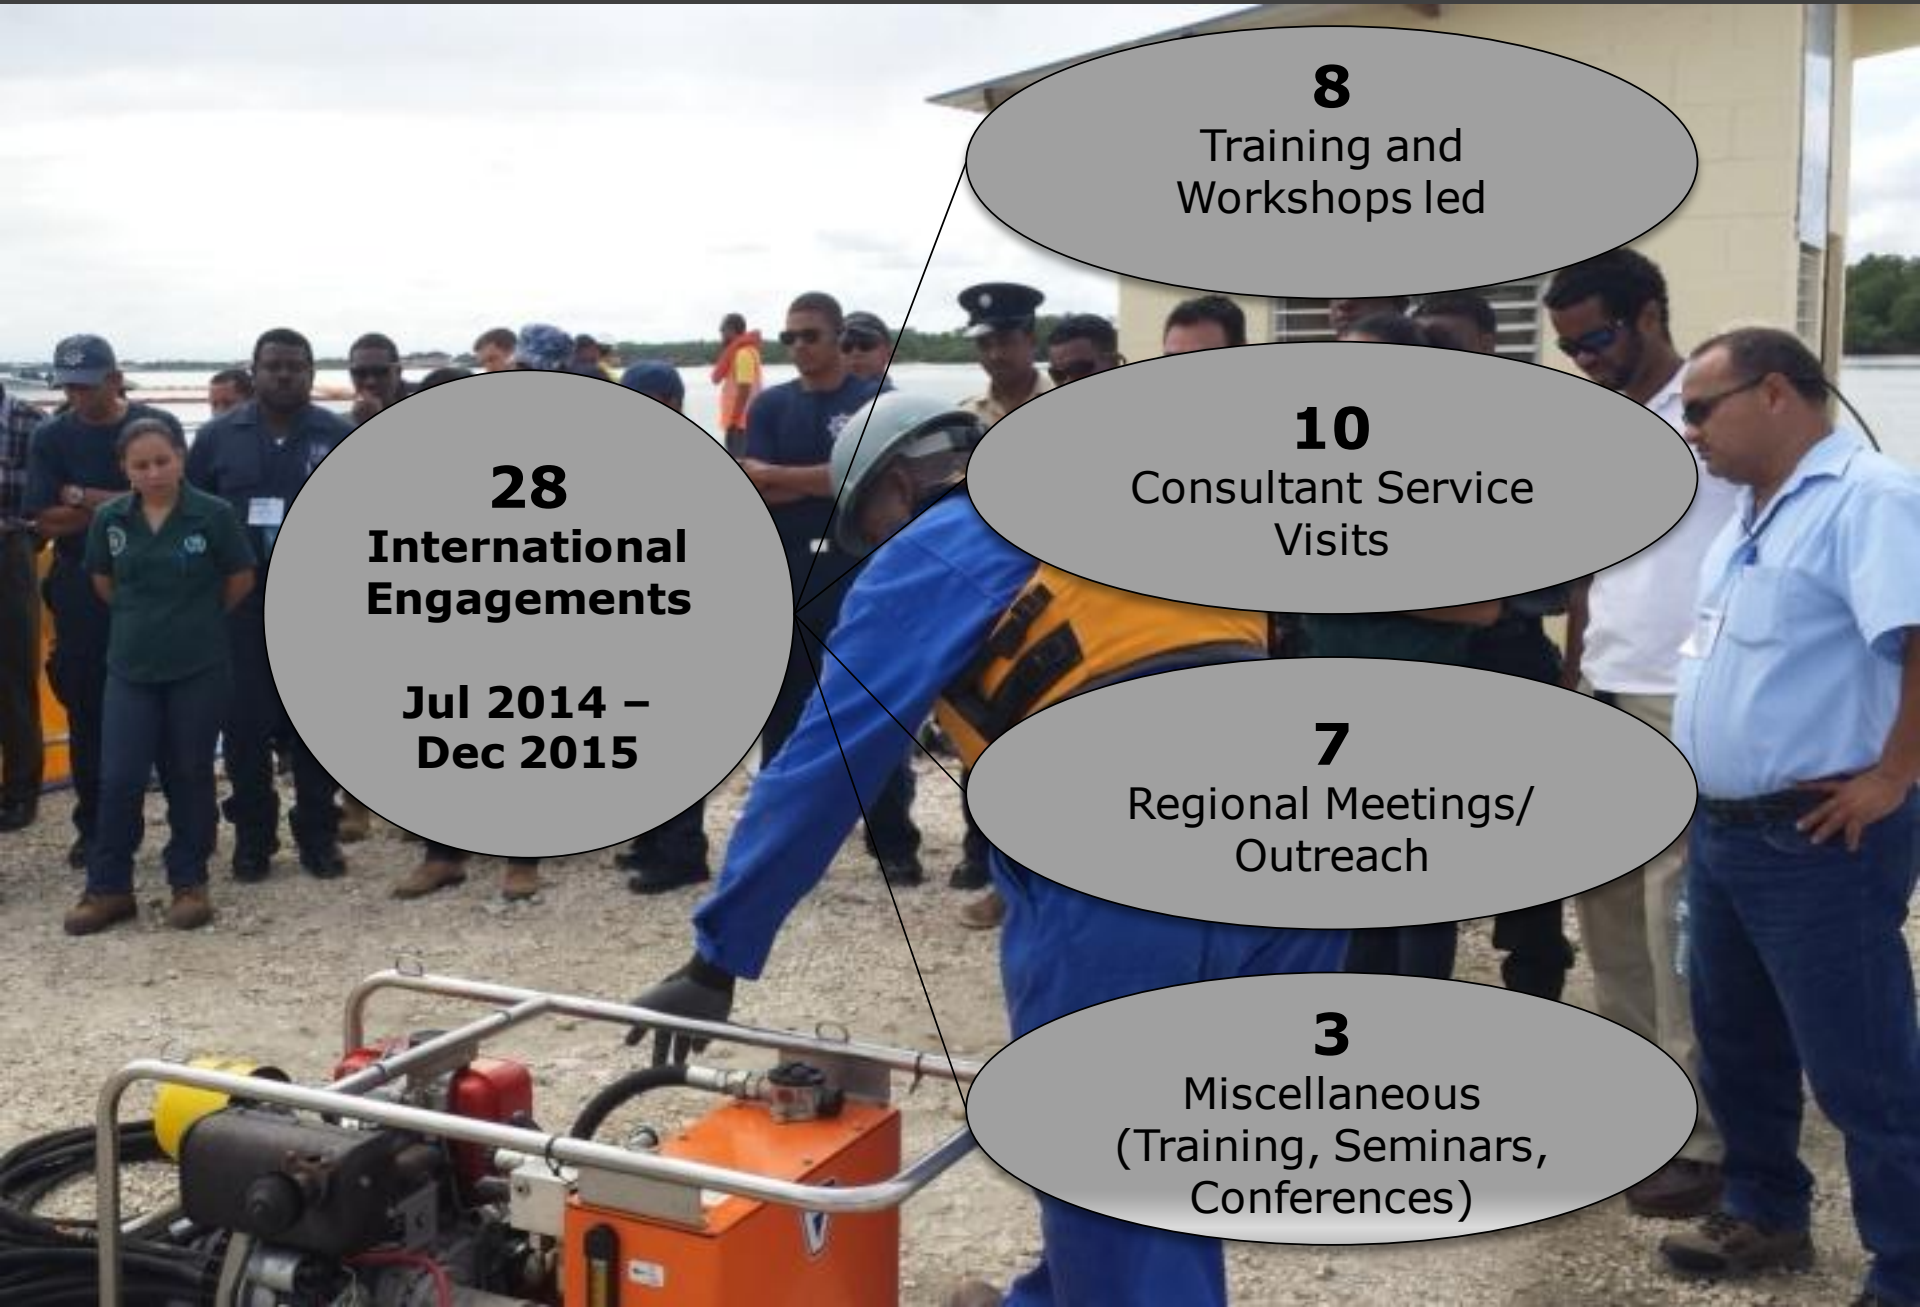 28
International
Engagements
Jul 2014 –
Dec 2015
8
Training and
Workshops led
10
Consultant Service
Visits
7
Regional Meetings/
Outreach
3
Miscellaneous
(Training, Seminars,
Conferences)